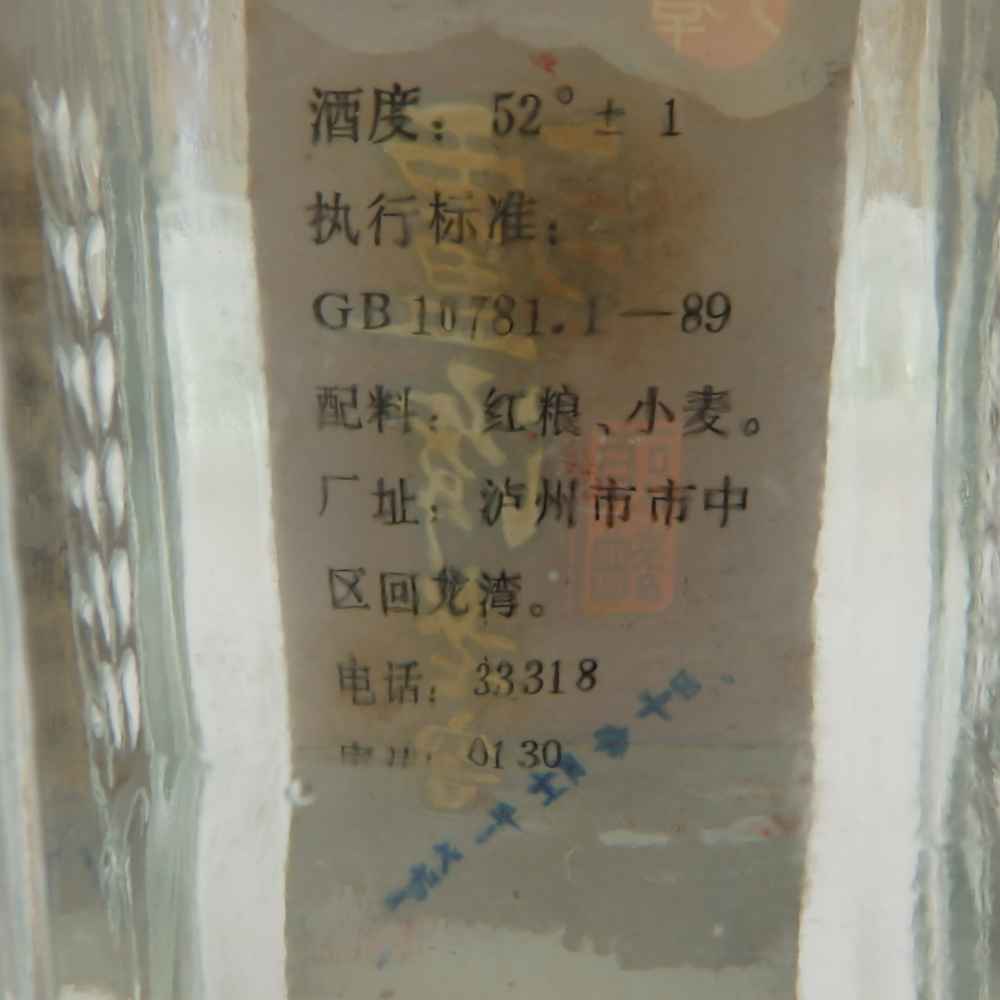 酒度：52°± 1
执行标准：
GB 10781.1—89
配料：红粮、小麦。
厂址：泸州市市中
区回龙湾。
电话：33318
0130